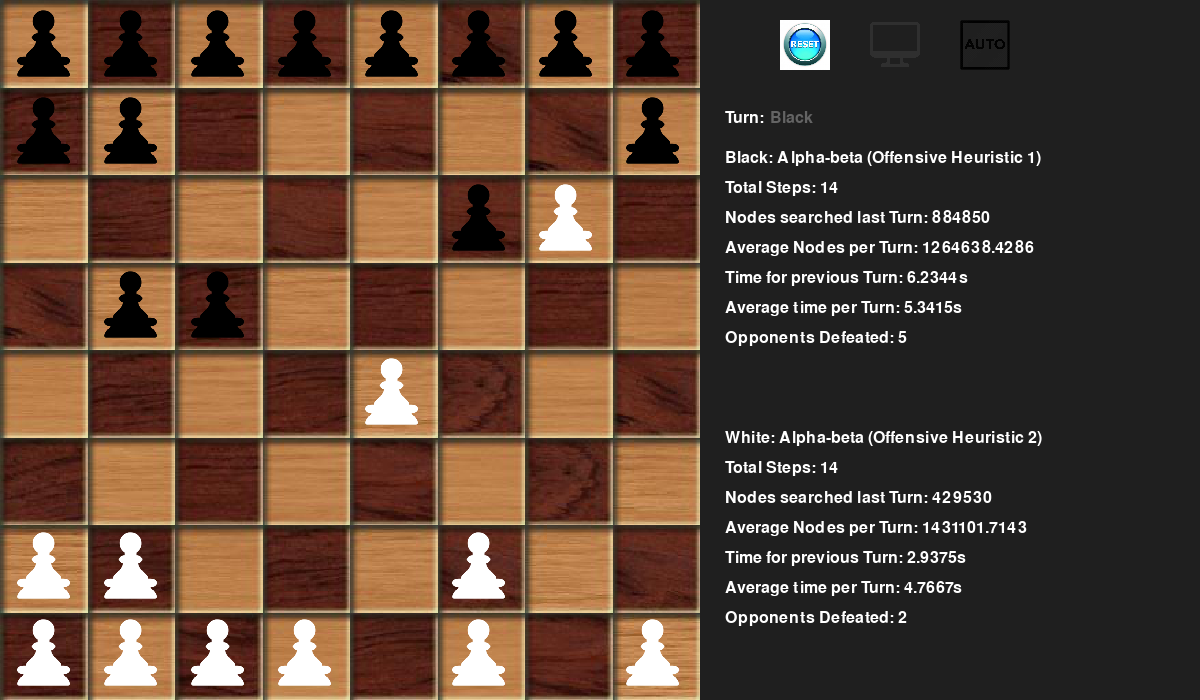 RESET
AUTO
Turn: Black
Black: Alpha-beta (Offensive Heuristic 1)
Total Steps: 14
Nodes searched last Turn: 884850
Average Nodes per Turn: 1264638.4286
Time for previous Turn: 6.2344s
Average time per Turn: 5.3415s
Opponents Defeated: 5
White: Alpha-beta (Offensive Heuristic 2)
Total Steps: 14
Nodes searched last Turn: 429530
Average Nodes per Turn: 1431101.7143
Time for previous Turn: 2.9375s
Average time per Turn: 4.7667s
Opponents Defeated: 2